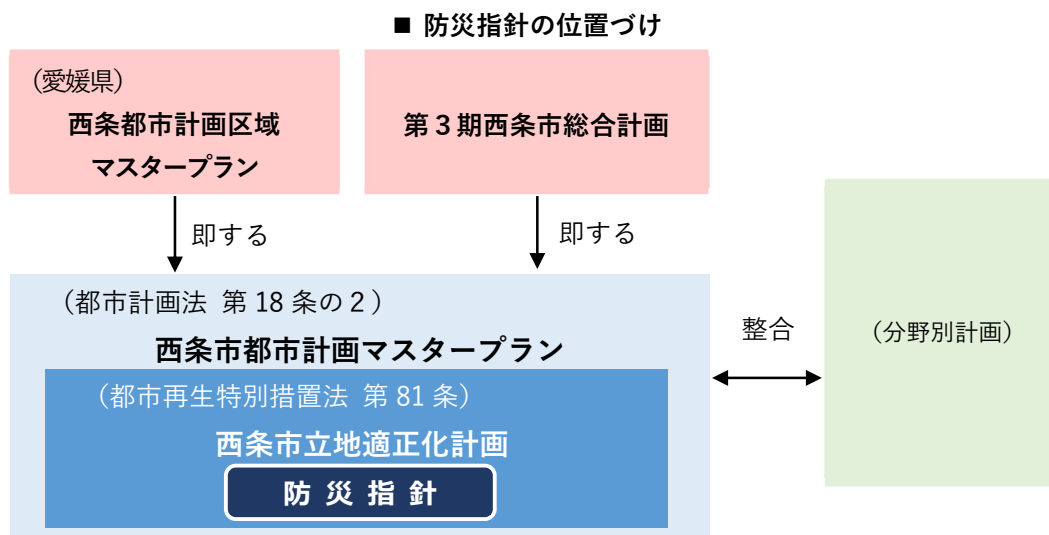 ■ 防災指針の位置づけ
（愛媛県）
西条都市計画区域
マスタープラン
第３期西条市総合計画
即する
即する
（都市計画法 第 18 条の２）
西条市都市計画マスタープラン
（都市再生特別措置法 第 81 条）
西条市立地適正化計画
防 災 指 針
整合
（分野別計画）